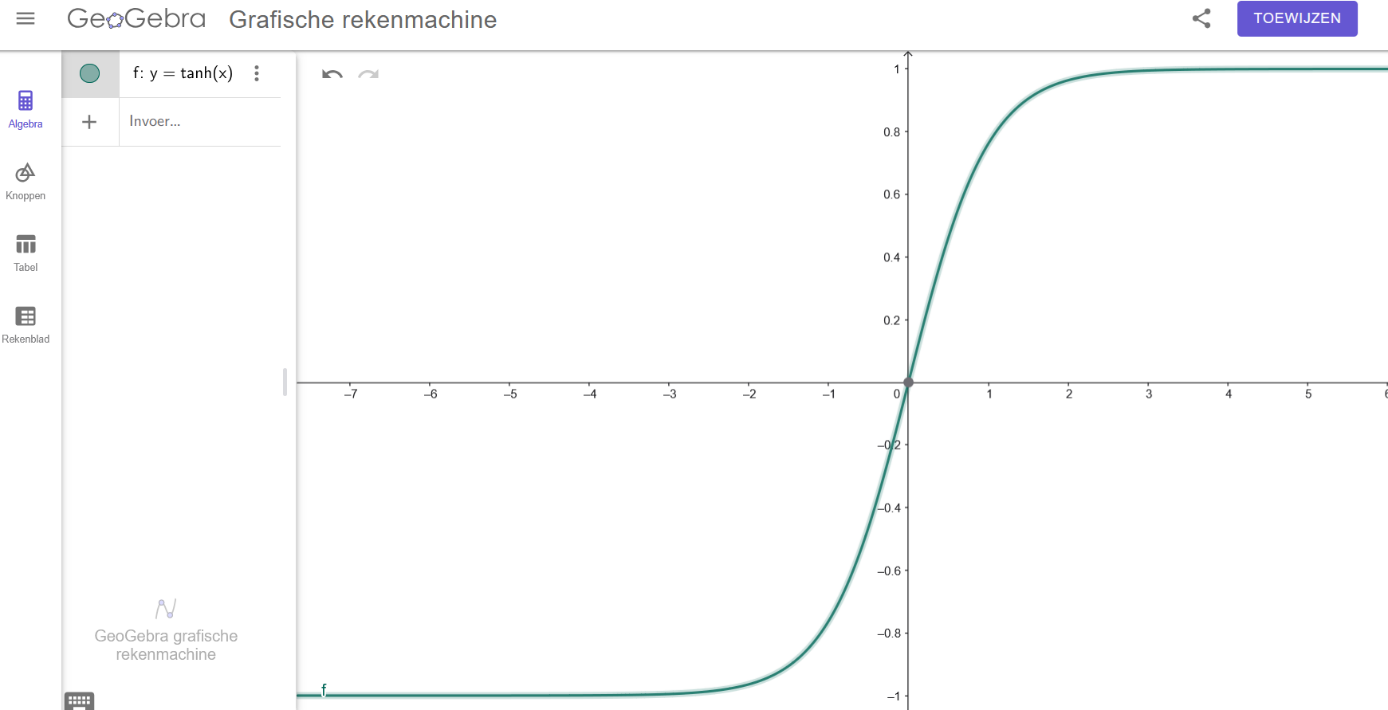 GeoGebra Grafische rekenmachine
TOEWIJZEN
f: y = tanh(x)
Invoer...
Algebra
Knoppen
Tabel
Rekenblad
GeoGebra grafische
rekenmachine
1
0.8
0.6
0.4
0.2
–7 –6 –5 –4 –3 –2 –1 0 1 2 3 4 5 6
–0.2
–0.4
–0.6
–0.8
–1
f